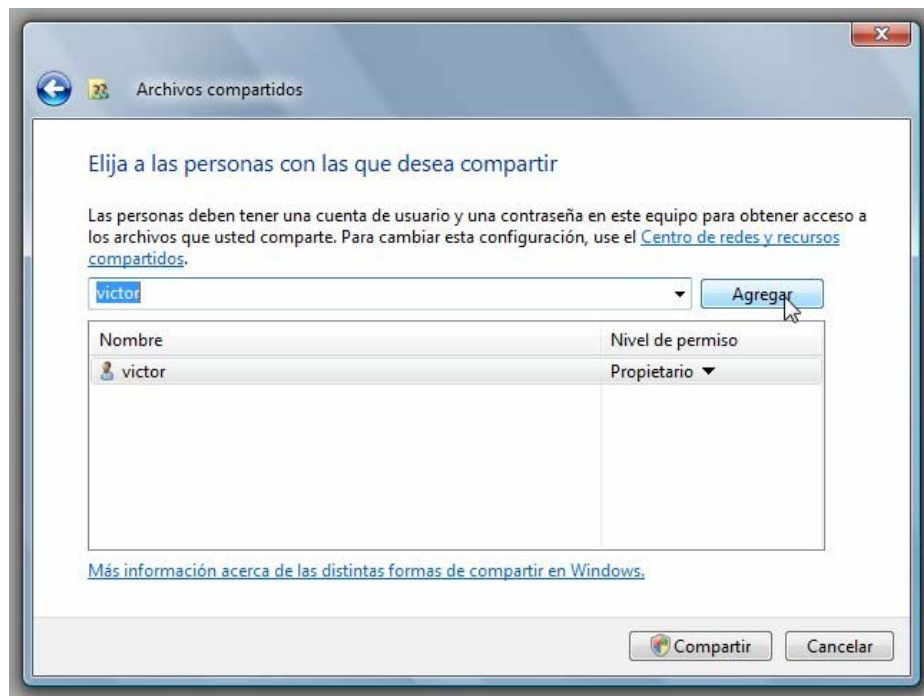 Archivos compartidos
Elija a las personas con las que desea compartir
Las personas deben tener una cuenta de usuario y una contraseña en este equipo para obtener acceso a
los archivos que usted comparte. Para cambiar esta configuración, use el Centro de redes y recursos
compartidos.
victor
Agregar
Nombre
Nivel de permiso
victor
Propietario
Más información acerca de las distintas formas de compartir en Windows.
Compartir
Cancelar